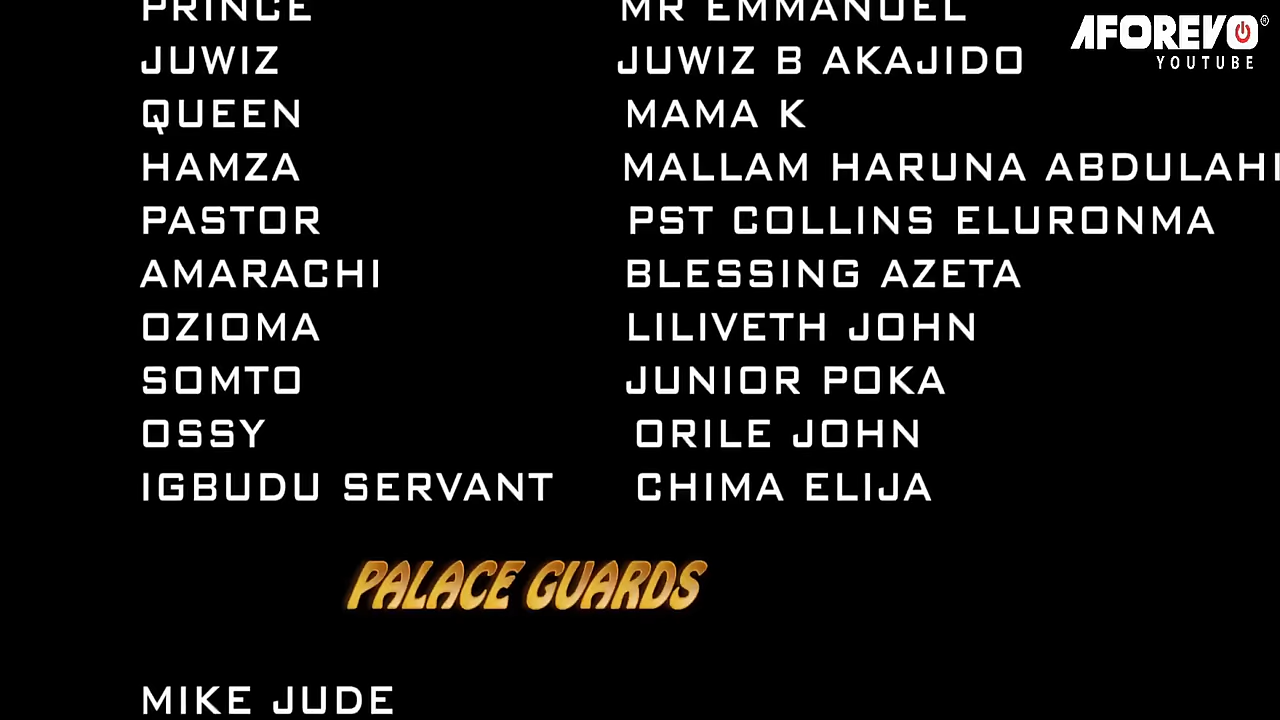 PRINCE MR EMMANUEL
AFOREVO®
YOUTUBE
JUWIZ JUWIZ B AKAJIDO
QUEEN MAMA K
HAMZA MALLAM HARUNA ABDULAHI
PASTOR PST COLLINS ELURONMA
AMARACHI BLESSING AZETA
OZIOMA LILIVETH JOHN
SOMTO JUNIOR POKA
OSSY ORILE JOHN
IGBUDU SERVANT CHIMA ELIJA
PALACE GUARDS
MIKE JUDE